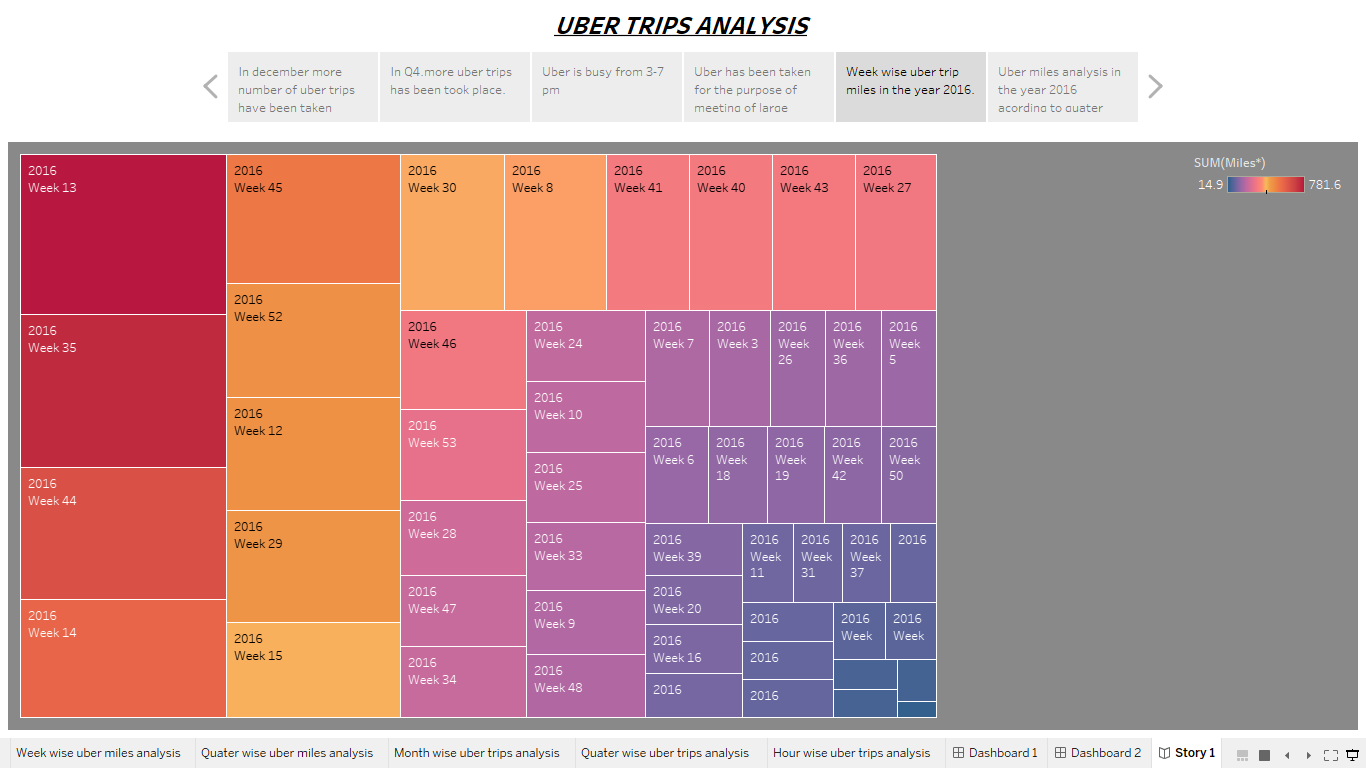 UBER TRIPS ANALYSIS
In december more
number of uber trips
have been taken
In Q4.more uber trips
has been took place.
Uber is busy from 3-7
pm
Uber has been taken
for the purpose of
meeting of large
Week wise uber trip
miles in the year 2016.
Uber miles analysis in
the year 2016
acording to quater
2016
Week 13
2016
Week 35
2016
Week 44
2016
Week 14
2016
Week 45
2016
Week 52
2016
Week 12
2016
Week 29
2016
Week 15
2016
Week 30
2016
Week 8
2016
Week 41
2016
Week 40
2016
Week 43
2016
Week 27
2016
Week 46
2016
Week 53
2016
Week 28
2016
Week 47
2016
Week 34
2016
Week 24
2016
Week 10
2016
Week 25
2016
Week 33
2016
Week 9
2016
Week 48
2016
Week 7
2016
Week 3
2016
Week
26
2016
Week
36
2016
Week
5
2016
Week 6
2016
Week
18
2016
Week
19
2016
Week
42
2016
Week
50
2016
Week 39
2016
Week 20
2016
Week 16
2016
2016
Week
11
2016
Week
31
2016
Week
37
2016
2016
2016
2016
2016
Week
2016
Week
SUM(Miles*)
14.9
781.6
Week wise uber miles analysis
Quater wise uber miles analysis
Month wise uber trips analysis
Quater wise uber trips analysis
Hour wise uber trips analysis
Dashboard 1
Dashboard 2
Story 1